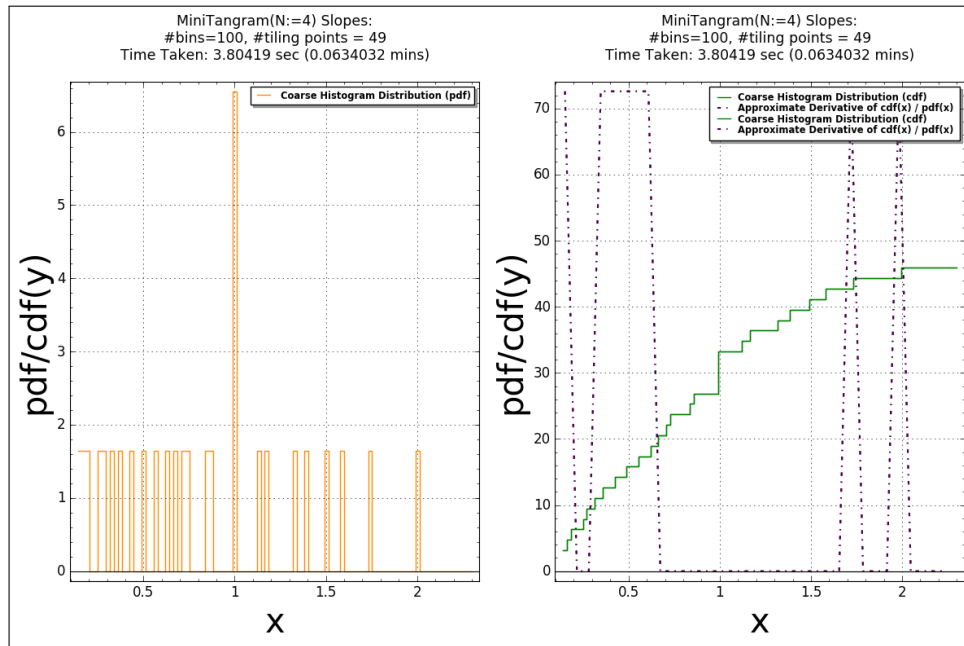 MiniTangram(N:=4) Slopes:
#bins=100, #tiling points = 49
Time Taken: 3.80419 sec (0.0634032 mins)
Coarse Histogram Distribution (pdf)
pdf/cdf(y)
6
5
4
3
2
1
0
0.5
1
1.5
2
x
MiniTangram(N:=4) Slopes:
#bins=100, #tiling points = 49
Time Taken: 3.80419 sec (0.0634032 mins)
Coarse Histogram Distribution (cdf)
Approximate Derivative of cdf(x) / pdf(x)
Coarse Histogram Distribution (cdf)
Approximate Derivative of cdf(x) / pdf(x)
pdf/cdf(y)
70
60
50
40
30
20
10
0
0.5
1
1.5
2
x